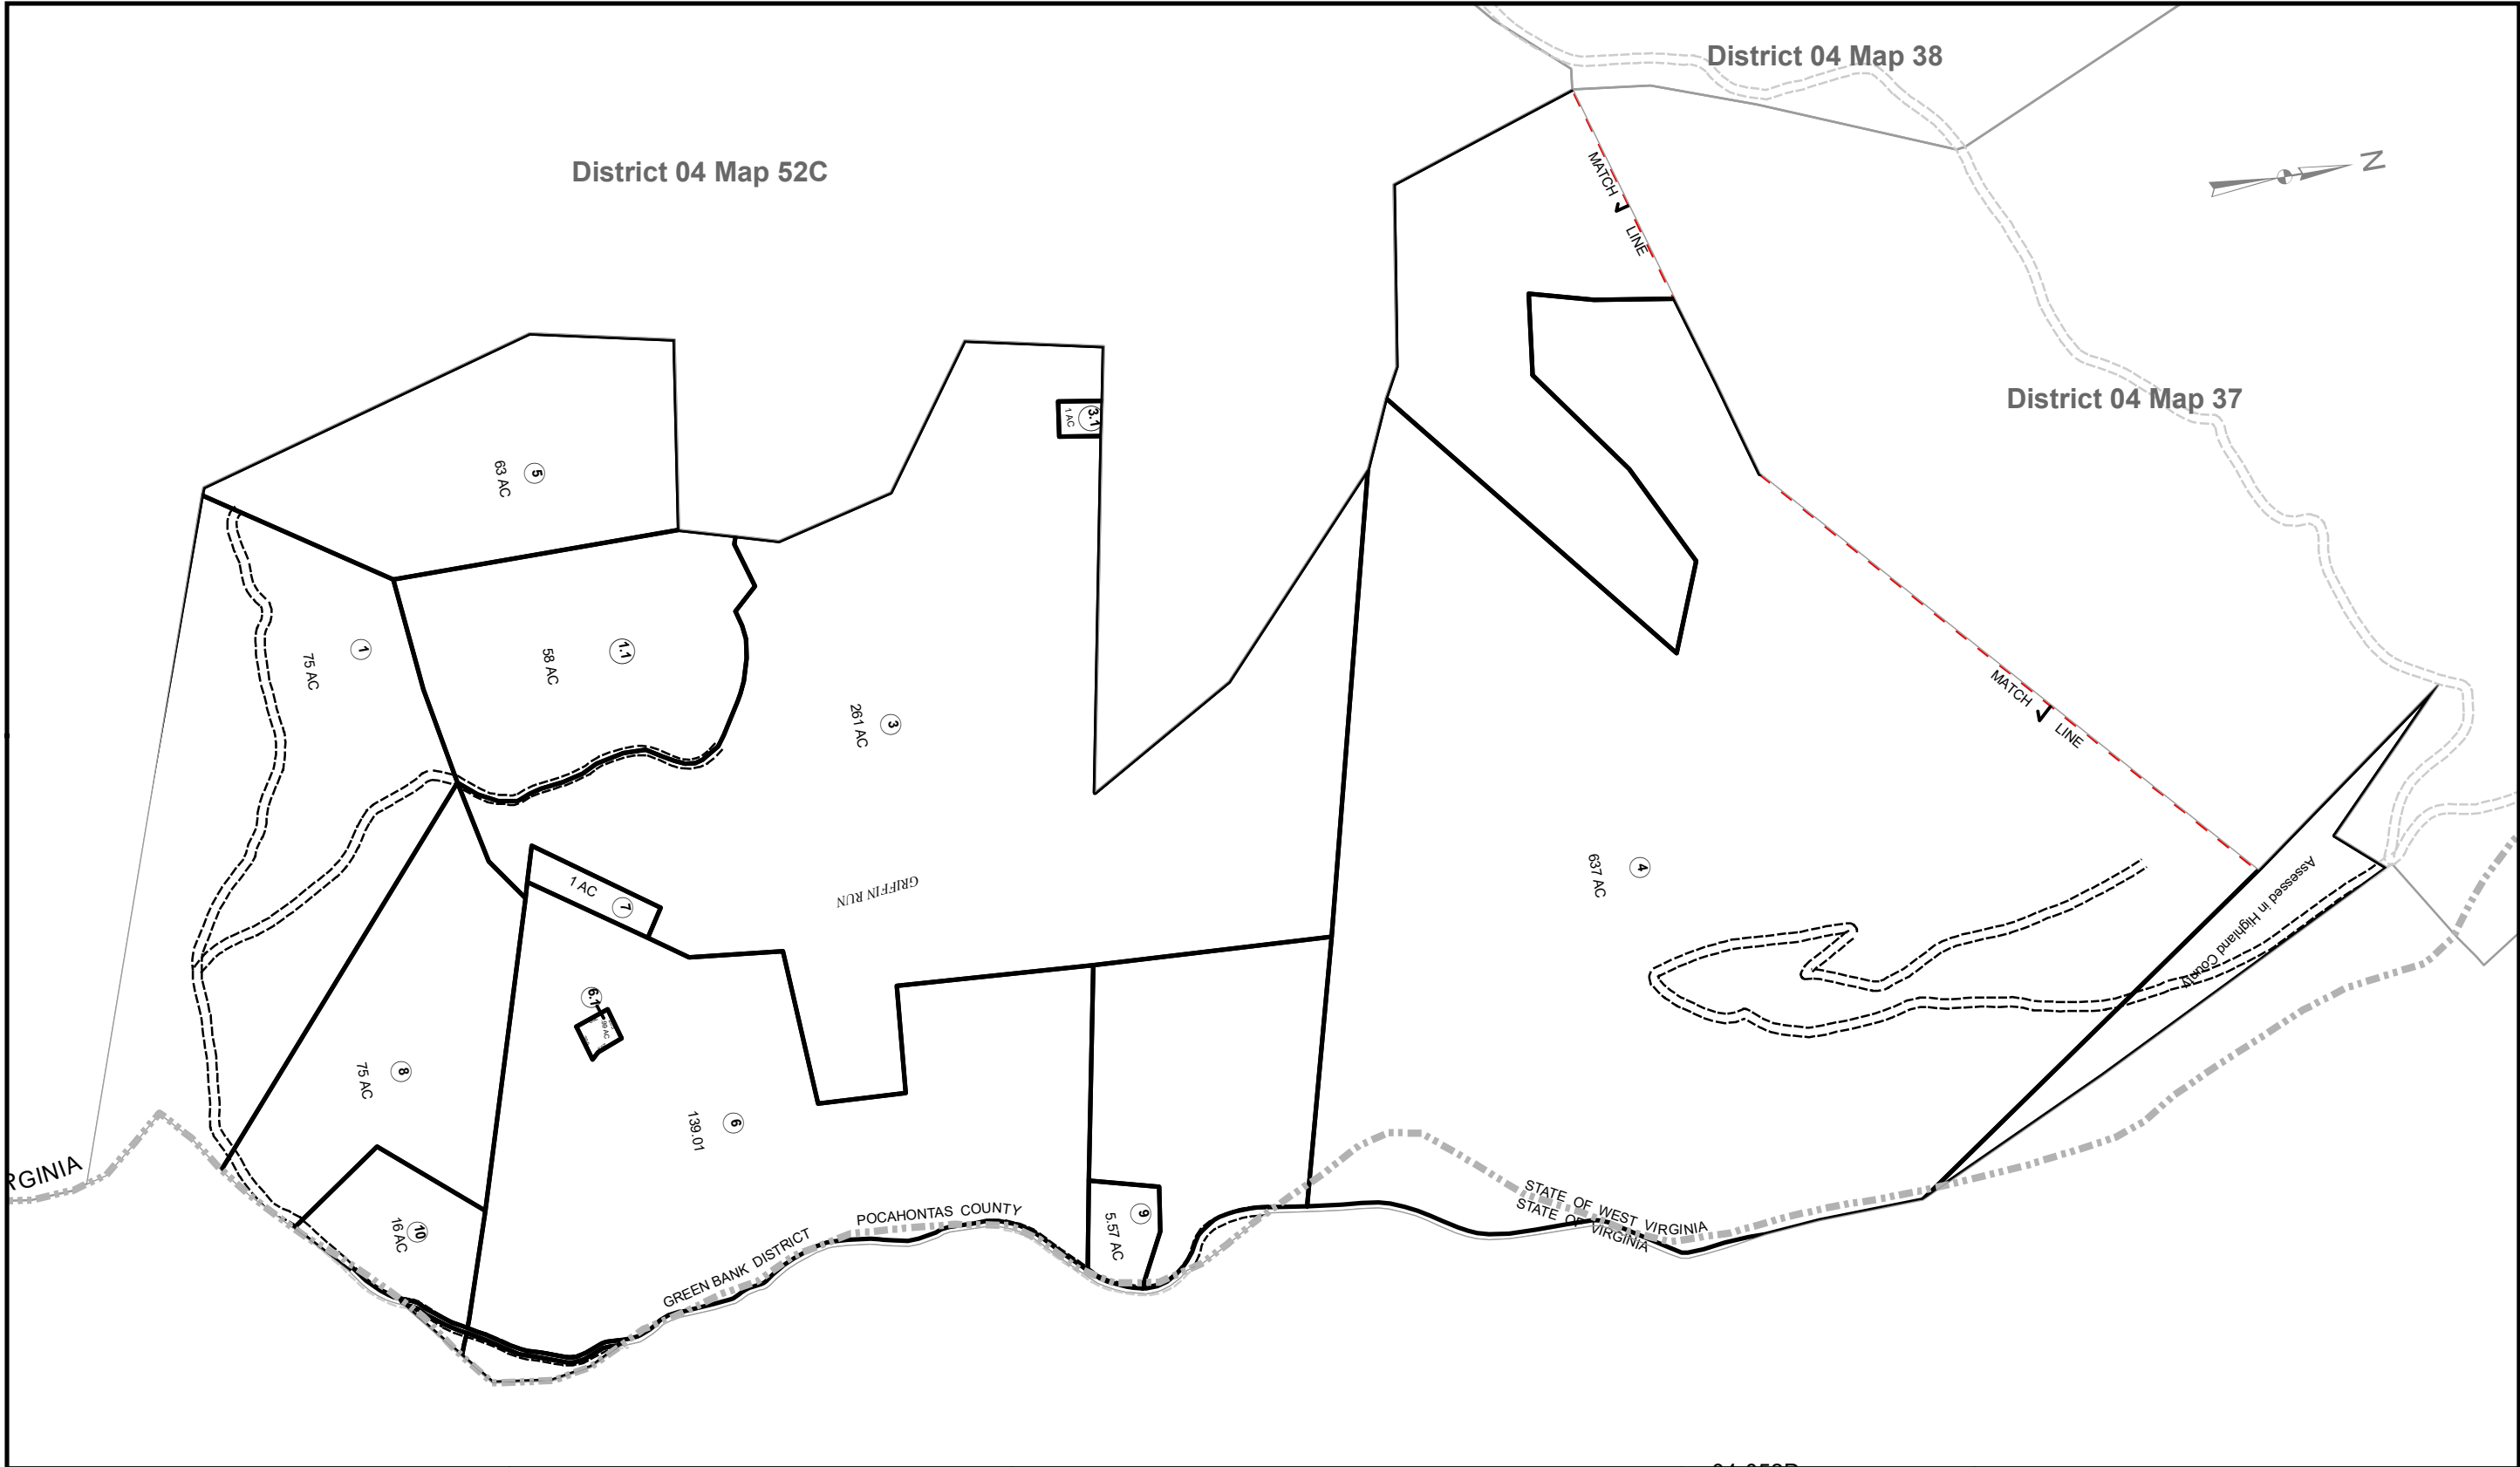 District 04 Map 38
District 04 Map 52C
N
MATCH
LINE
District 04 Map 37
3.1
1 AC
5
63 AC
1
75 AC
1.1
58 AC
3
261 AC
MATCH
LINE
4
637 AC
Assessed in Highland County
1 AC
7
GRIFFIN RUN
6.1
8
75 AC
6
139.01
RGINIA
10
16 AC
9
5.57 AC
GREEN BANK DISTRICT
POCAHONTAS COUNTY
STATE OF WEST VIRGINIA
STATE OF VIRGINIA